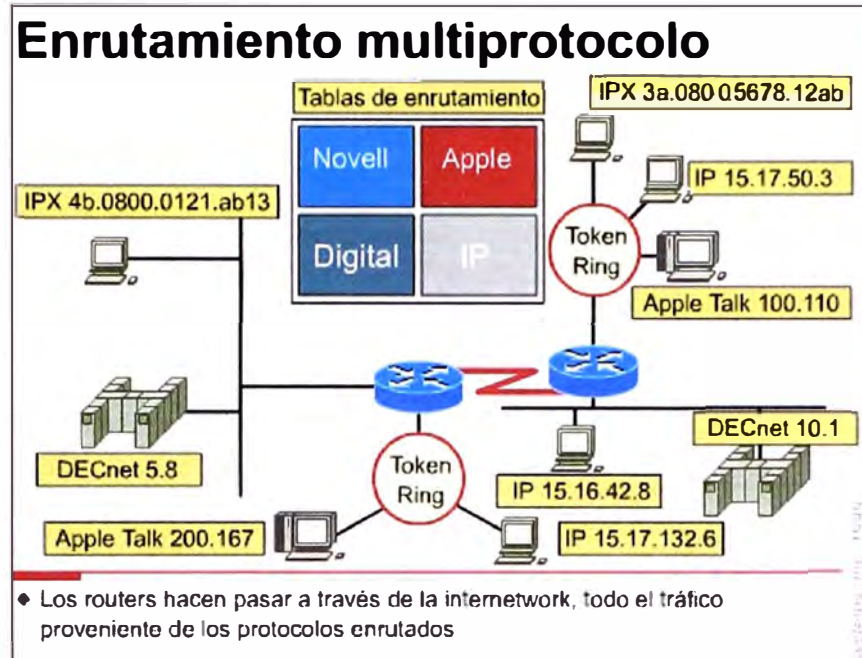 Enrutamiento multiprotocolo
Tablas de enrutamiento
Novell
Apple
Digital
IP
IPX 3a.0800.5678.12ab
IP 15.17.50.3
Token
Ring
Apple Talk 100.110
IPX 4b.0800.0121.ab13
DECnet 5.8
Token
Ring
Apple Talk 200.167
IP 15.17.132.6
IP 15.16.42.8
DECnet 10.1
Los routers hacen pasar a través de la internetwork, todo el tráfico
proveniente de los protocolos enrutados